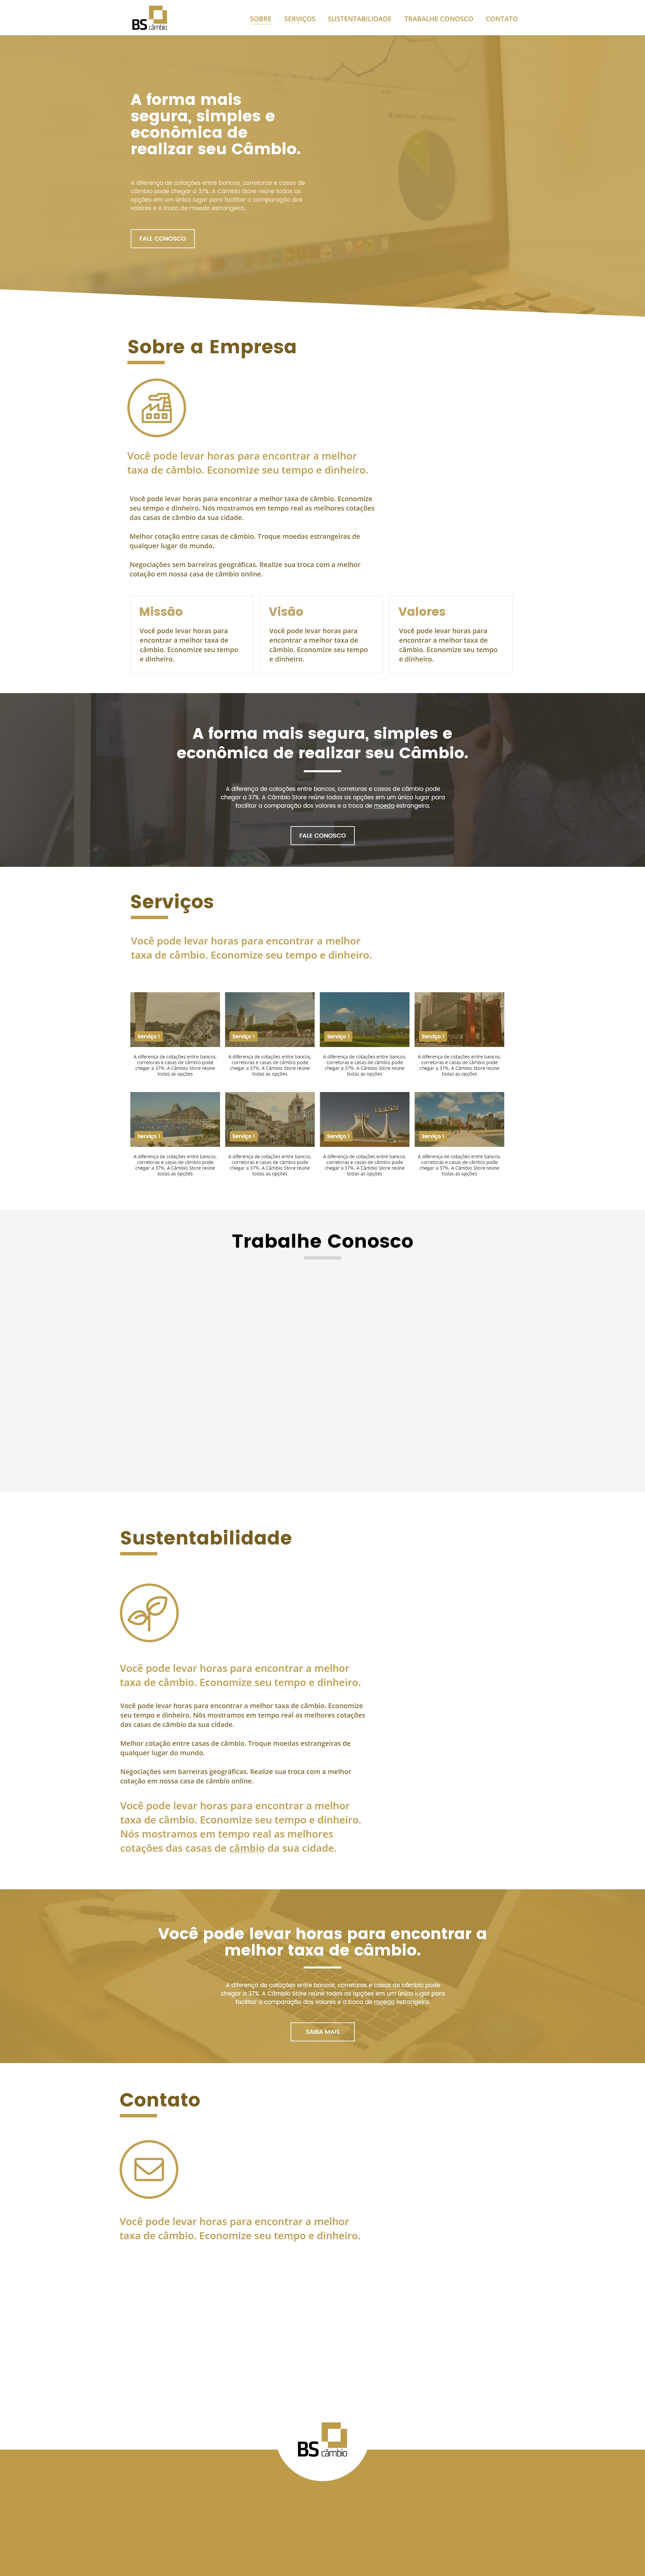 BS câmbio
SOBRE SERVIÇOS SUSTENTABILIDADE TRABALHE CONOSCO CONTATO
A forma mais
segura, simples e
econômica de
realizar seu Câmbio.
A diferença de cotações entre bancos, corretoras e casas de
câmbio pode chegar a 37%. A Câmbio Store reúne todas as
opções em um único lugar para facilitar a comparação dos
valores e a troca de moeda estrangeira.
FALE CONOSCO
Sobre a Empresa
Você pode levar horas para encontrar a melhor
taxa de câmbio. Economize seu tempo e dinheiro.
Você pode levar horas para encontrar a melhor taxa de câmbio. Economize
seu tempo e dinheiro. Nós mostramos em tempo real as melhores cotações
das casas de câmbio da sua cidade.
Melhor cotação entre casas de câmbio. Troque moedas estrangeiras de
qualquer lugar do mundo.
Negociações sem barreiras geográficas. Realize sua troca com a melhor
cotação em nossa casa de câmbio online.
Missão
Você pode levar horas para
encontrar a melhor taxa de
câmbio. Economize seu tempo
e dinheiro.
Visão
Você pode levar horas para
encontrar a melhor taxa de
câmbio. Economize seu tempo
e dinheiro.
Valores
Você pode levar horas para
encontrar a melhor taxa de
câmbio. Economize seu tempo
e dinheiro.
A forma mais segura, simples e
econômica de realizar seu Câmbio.
A diferença de cotações entre bancos, corretoras e casas de câmbio pode
chegar a 37%. A Câmbio Store reúne todas as opções em um único lugar para
facilitar a comparação dos valores e a troca de moeda estrangeira.
FALE CONOSCO
Serviços
Você pode levar horas para encontrar a melhor
taxa de câmbio. Economize seu tempo e dinheiro.
Serviço 1
A diferença de cotações entre bancos,
corretoras e casas de câmbio pode
chegar a 37%. A Câmbio Store reúne
todas as opções
Serviço 1
A diferença de cotações entre bancos,
corretoras e casas de câmbio pode
chegar a 37%. A Câmbio Store reúne
todas as opções
Serviço 1
A diferença de cotações entre bancos,
corretoras e casas de câmbio pode
chegar a 37%. A Câmbio Store reúne
todas as opções
Serviço 1
A diferença de cotações entre bancos,
corretoras e casas de câmbio pode
chegar a 37%. A Câmbio Store reúne
todas as opções
Serviço 1
A diferença de cotações entre bancos,
corretoras e casas de câmbio pode
chegar a 37%. A Câmbio Store reúne
todas as opções
Serviço 1
A diferença de cotações entre bancos,
corretoras e casas de câmbio pode
chegar a 37%. A Câmbio Store reúne
todas as opções
Serviço 1
A diferença de cotações entre bancos,
corretoras e casas de câmbio pode
chegar a 37%. A Câmbio Store reúne
todas as opções
Serviço 1
A diferença de cotações entre bancos,
corretoras e casas de câmbio pode
chegar a 37%. A Câmbio Store reúne
todas as opções
Trabalhe Conosco
Sustentabilidade
Você pode levar horas para encontrar a melhor
taxa de câmbio. Economize seu tempo e dinheiro.
Você pode levar horas para encontrar a melhor taxa de câmbio. Economize
seu tempo e dinheiro. Nós mostramos em tempo real as melhores cotações
das casas de câmbio da sua cidade.
Melhor cotação entre casas de câmbio. Troque moedas estrangeiras de
qualquer lugar do mundo.
Negociações sem barreiras geográficas. Realize sua troca com a melhor
cotação em nossa casa de câmbio online.
Você pode levar horas para encontrar a melhor
taxa de câmbio. Economize seu tempo e dinheiro.
Nós mostramos em tempo real as melhores
cotações das casas de câmbio da sua cidade.
Você pode levar horas para encontrar a
melhor taxa de câmbio.
A diferença de cotações entre bancos, corretoras e casas de câmbio pode
chegar a 37%. A Câmbio Store reúne todas as opções em um único lugar para
facilitar a comparação dos valores e a troca de moeda estrangeira.
SAIBA MAIS
Contato
Você pode levar horas para encontrar a melhor
taxa de câmbio. Economize seu tempo e dinheiro.
BS câmbio